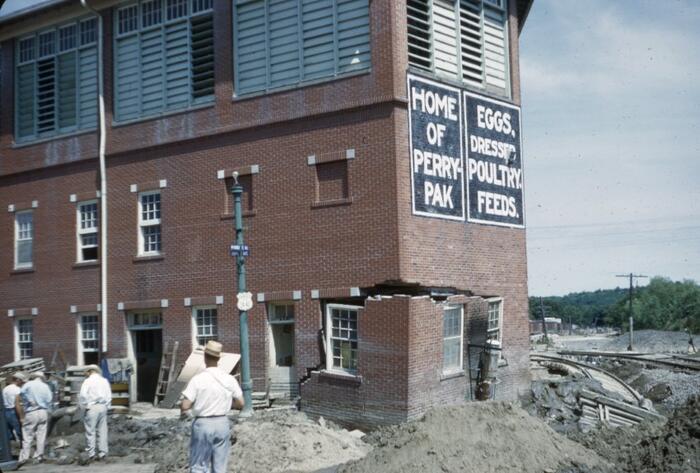 HOME
OF
PERRY-
PAK
EGGS,
DRESSED
POULTRY,
FEEDS.